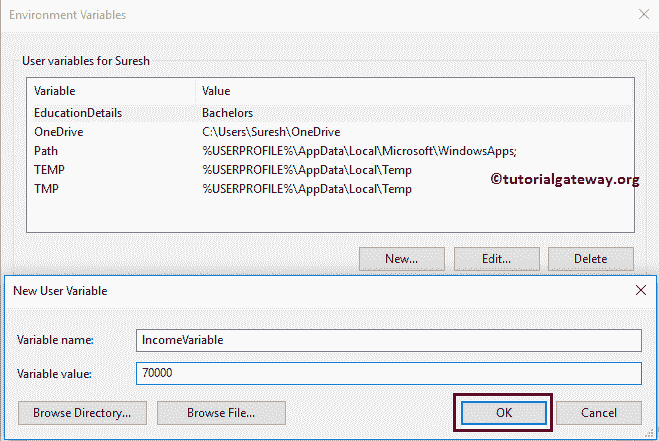 Environment Variables
User variables for Suresh
Variable Value
EducationDetails Bachelors
OneDrive C:\Users\Suresh\OneDrive
Path %USERPROFILE%\AppData\Local\Microsoft\WindowsApps;
TEMP %USERPROFILE%\AppData\Local\Temp
TMP %USERPROFILE%\AppData\Local\Temp
©tutorialgateway.org
New... Edit... Delete
New User Variable
Variable name: IncomeVariable
Variable value: 70000
Browse Directory... Browse File... OK Cancel